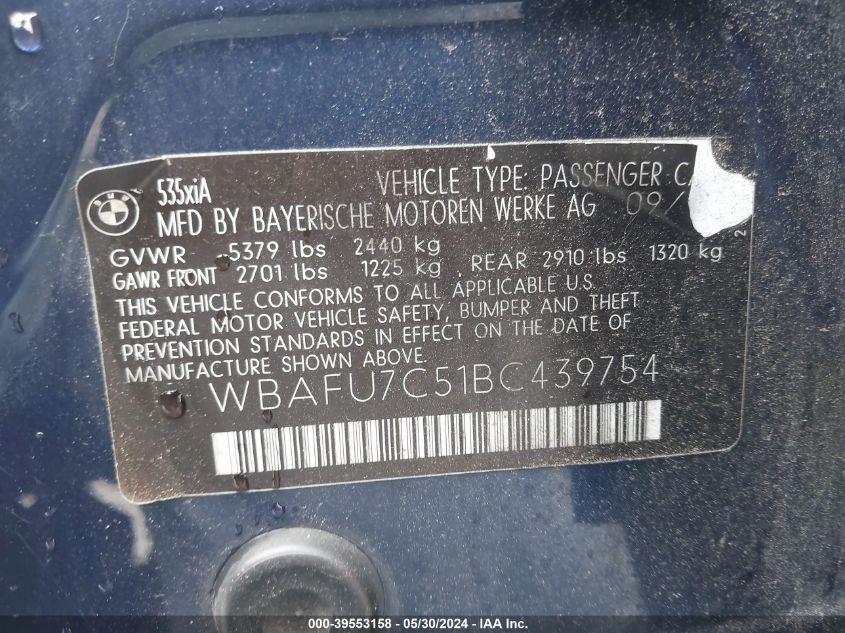 535xiA
VEHICLE TYPE: PASSENGER
MFD BY BAYERISCHE MOTOREN WERKE AG 09/
GVWR 5379 lbs 2440 kg
GAWR FRONT 2701 lbs 1225 kg REAR 2910 lbs 1320 kg
THIS VEHICLE CONFORMS TO ALL APPLICABLE U.S.
FEDERAL MOTOR VEHICLE SAFETY, BUMPER AND THEFT
PREVENTION STANDARDS IN EFFECT ON THE DATE OF
MANUFACTURE SHOWN ABOVE.
WBAFU7C51BC439754
2
000-39553158 - 05/30/2024 - IAA Inc.